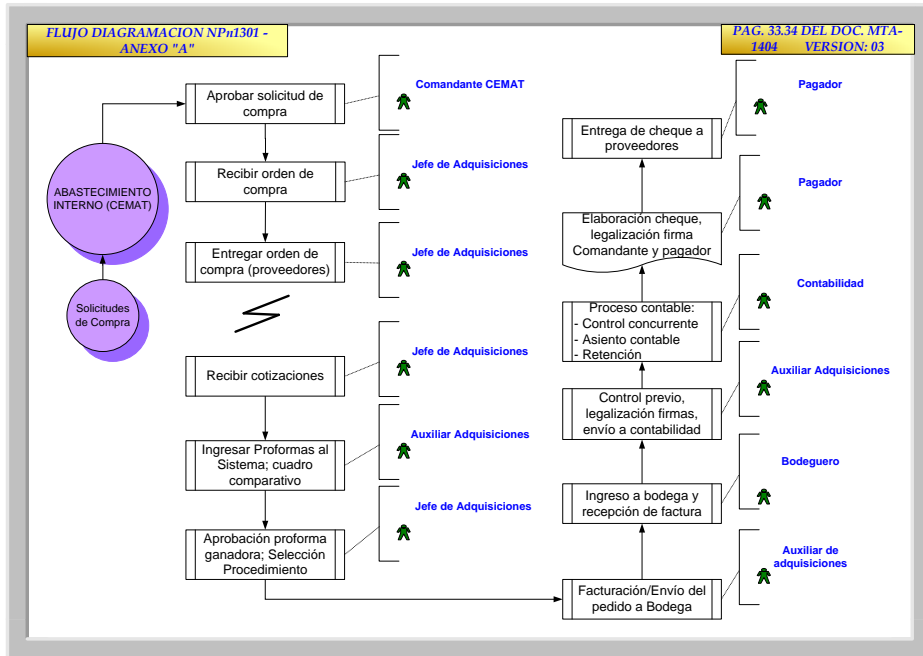 FLUJO DIAGRAMACION NPn1301 -
ANEXO "A"
PAG. 33.34 DEL DOC. MTA-
1404 VERSION: 03
ABASTECIMIENTO
INTERNO (CEMAT)
Solicitudes
de Compra
Aprobar solicitud de
compra
Comandante CEMAT
Recibir orden de
compra
Jefe de Adquisiciones
Entregar orden de
compra (proveedores)
Jefe de Adquisiciones
Recibir cotizaciones
Jefe de Adquisiciones
Ingresar Proformas al
Sistema; cuadro
comparativo
Auxiliar Adquisiciones
Aprobación proforma
ganadora; Selección
Procedimiento
Jefe de Adquisiciones
Facturación/Envío del
pedido a Bodega
Auxiliar de
adquisiciones
Ingreso a bodega y
recepción de factura
Bodeguero
Control previo,
legalización firmas,
envío a contabilidad
Auxiliar Adquisiciones
Proceso contable:
- Control concurrente
- Asiento contable
- Retención
Contabilidad
Elaboración cheque,
legalización firma
Comandante y pagador
Pagador
Entrega de cheque a
proveedores
Pagador